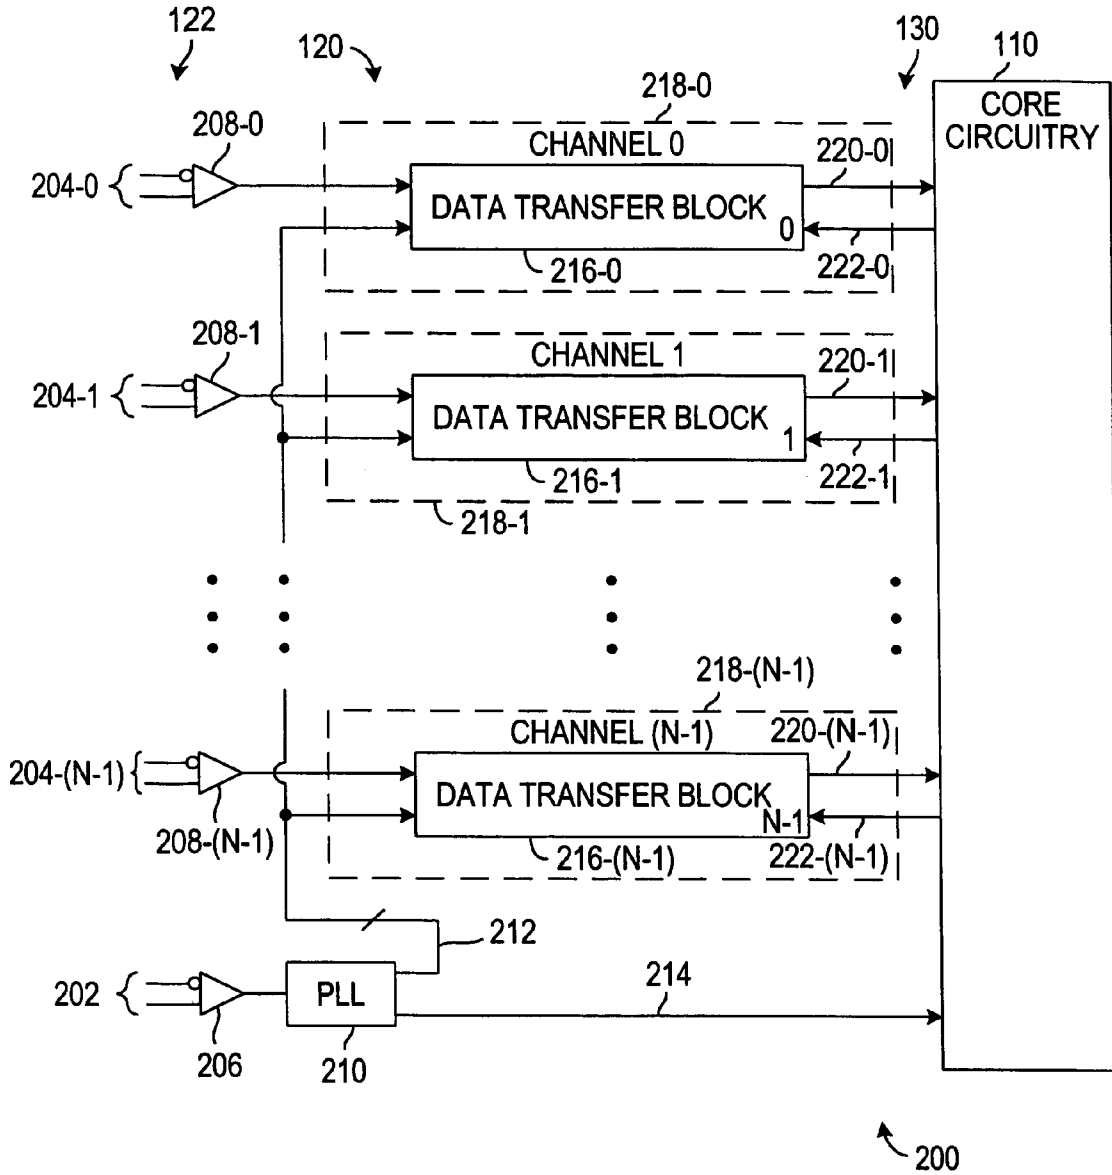 122
120
130
110
218-0
CORE
CIRCUITRY
208-0
CHANNEL 0
220-0
204-0
DATA TRANSFER BLOCK
0
216-0
222-0
208-1
CHANNEL 1
220-1
204-1
DATA TRANSFER BLOCK
1
216-1
222-1
218-1
218-(N-1)
CHANNEL (N-1)
220-(N-1)
204-(N-1)
DATA TRANSFER BLOCK
N-1
208-(N-1)
216-(N-1)
222-(N-1)
212
202
PLL
214
206
210
200